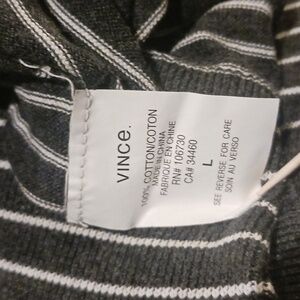 VINCE.
100% COTTON/COTON
MADE IN CHINA
FABRIQUE EN CHINE
RN# 106730
CA# 34460
L
SEE REVERSE FOR CARE
SOIN AU VERSO